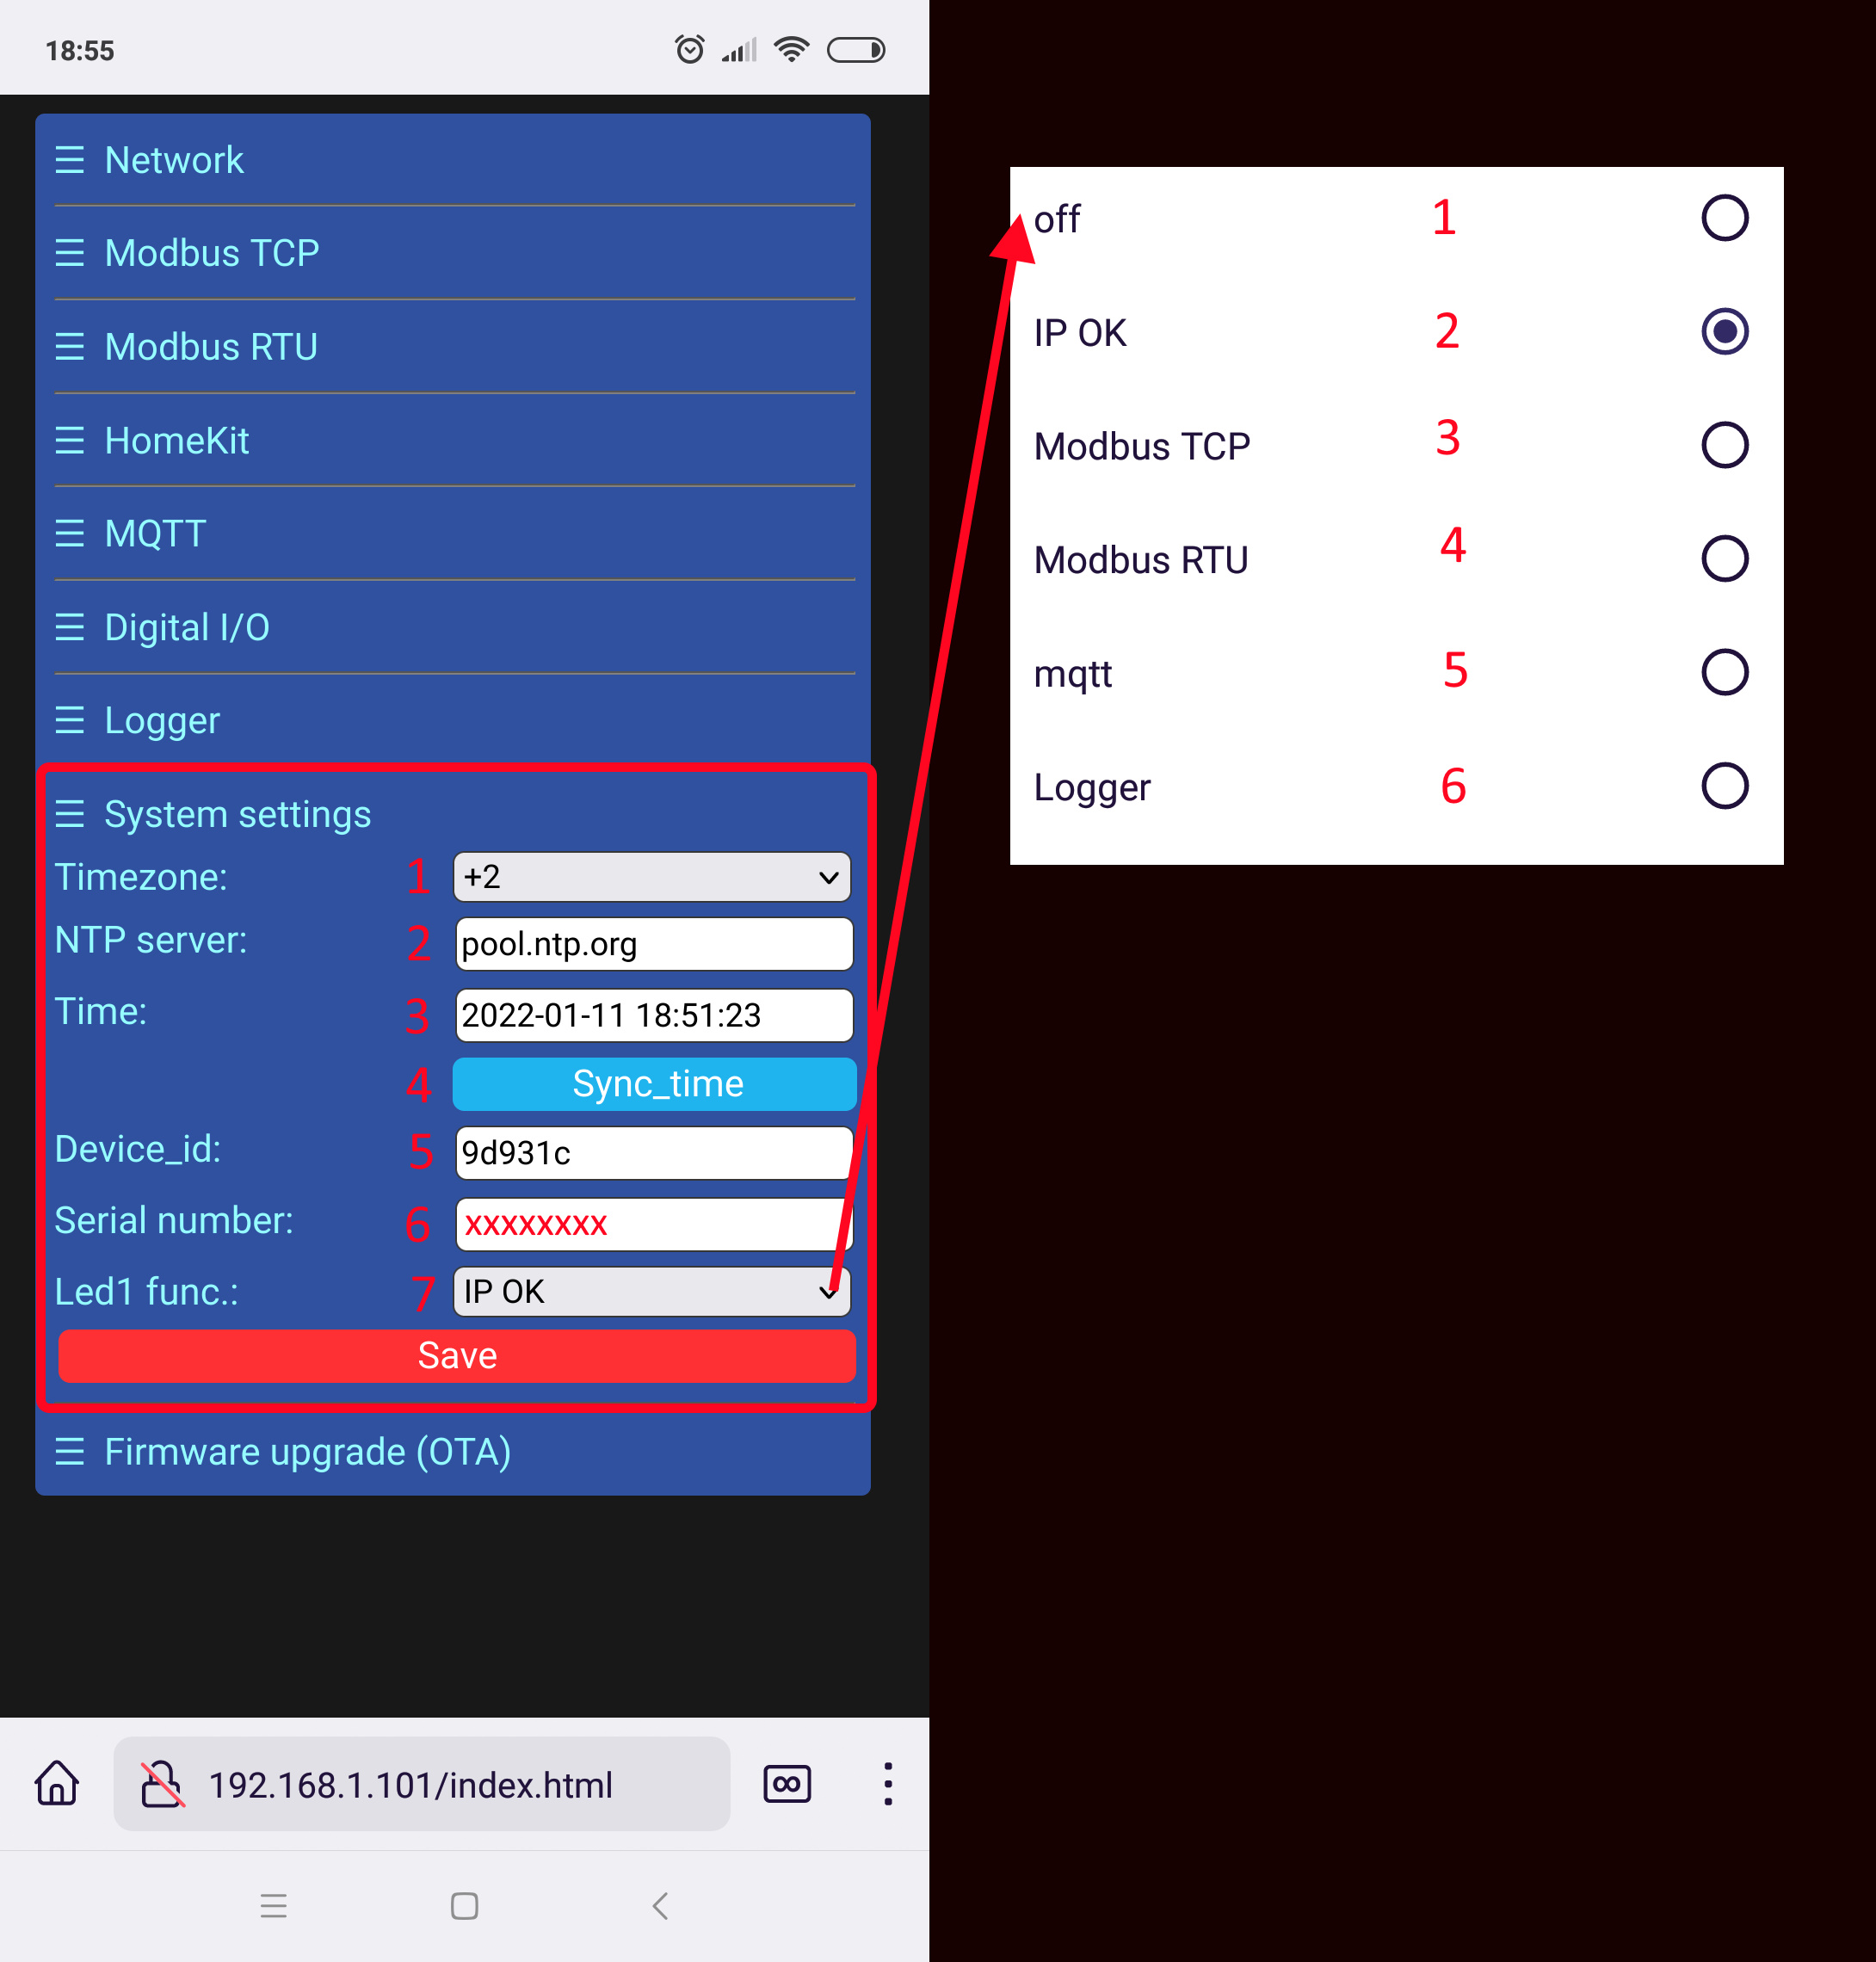 18:55
Network
Modbus TCP
Modbus RTU
HomeKit
MQTT
Digital I/O
Logger
System settings
Timezone: 1 +2
NTP server: 2 pool.ntp.org
Time: 3 2022-01-11 18:51:23
4 Sync_time
Device_id: 5 9d931c
Serial number: 6 xxxxxxxx
Led1 func.: 7 IP OK
Save
Firmware upgrade (OTA)
192.168.1.101/index.html
off 1
IP OK 2
Modbus TCP 3
Modbus RTU 4
mqtt 5
Logger 6